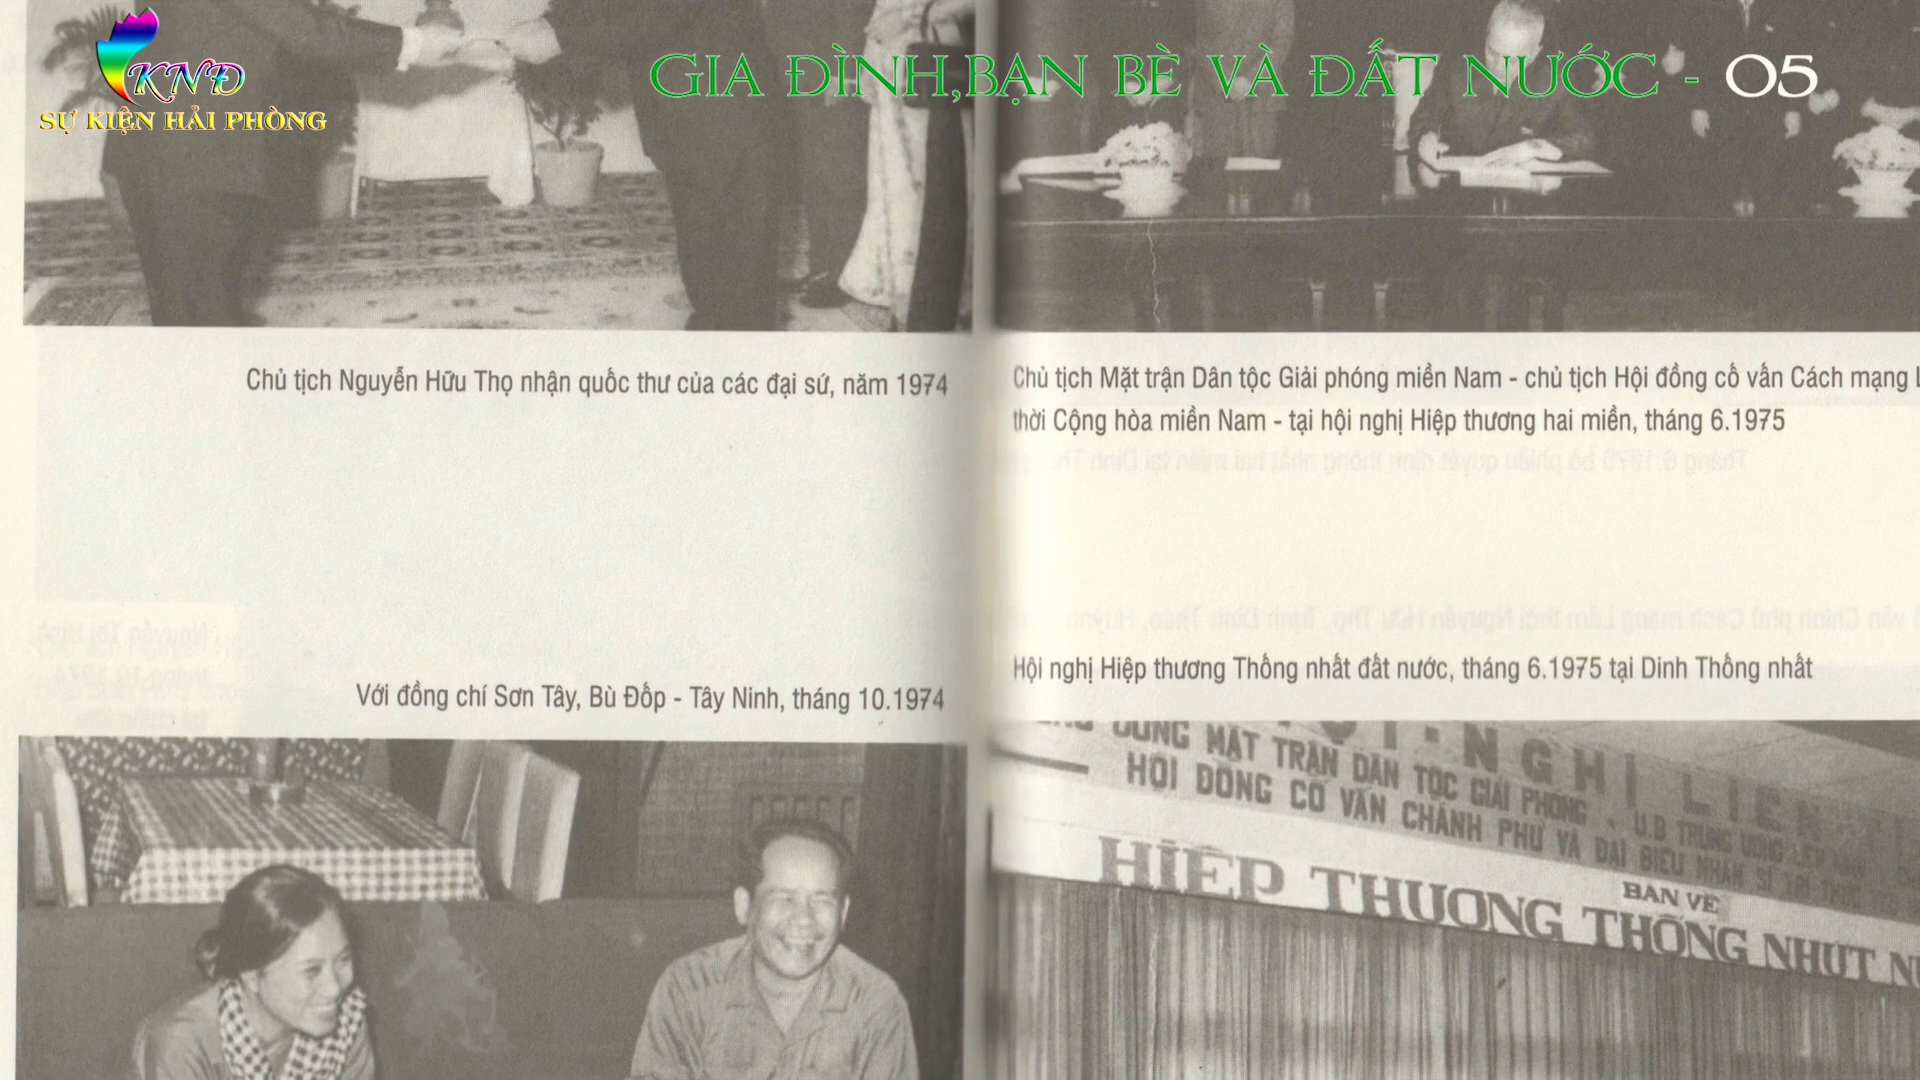 KNĐ
SỰ KIỆN HẢI PHÒNG
GIA ĐÌNH,BẠN BÈ VÀ ĐẤT NƯỚC - 05
Chủ tịch Nguyễn Hữu Thọ nhận quốc thư của các đại sứ, năm 1974
Với đồng chí Sơn Tây, Bù Đốp - Tây Ninh, tháng 10.1974
Chủ tịch Mặt trận Dân tộc Giải phóng miền Nam - chủ tịch Hội đồng cố vấn Cách mạng L
thời Cộng hòa miền Nam - tại hội nghị Hiệp thương hai miền, tháng 6.1975
Hội nghị Hiệp thương Thống nhất đất nước, tháng 6.1975 tại Dinh Thống nhất
NGHỊ LIÊN
ƯƠNG MẶT TRẬN DÂN TỘC GIẢI PHÓNG
HỘI ĐỒNG CỐ VẤN CHÁNH PHỦ VÀ ĐẠI BIỂU NHÂN SĨ
BÀN VỀ
HIỆP THƯƠNG THỐNG NHỨT